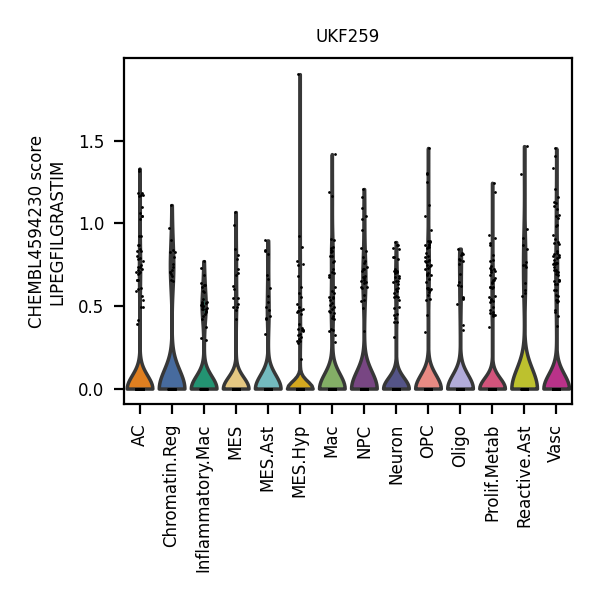 UKF259
CHEMBL4594230 score
LIPEGFILGRASTIM
1.5
1.0
0.5
0.0
AC
Chromatin.Reg
Inflammatory.Mac
MES
MES.Ast
MES.Hyp
Mac
NPC
Neuron
OPC
Oligo
Prolif.Metab
Reactive.Ast
Vasc